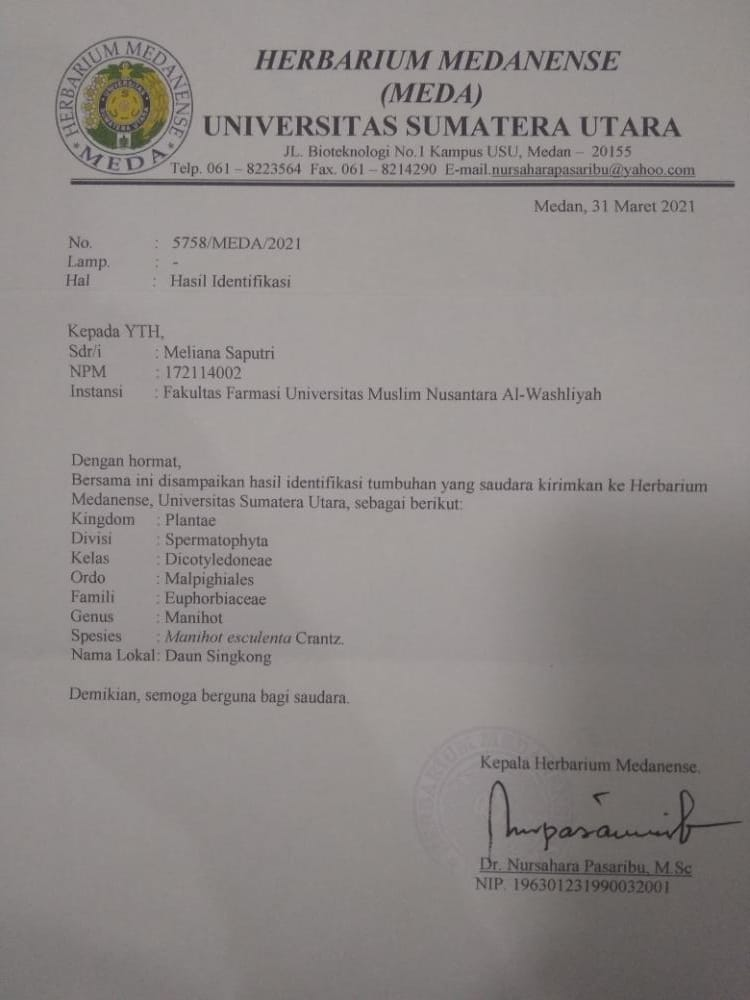 HERBARIUM MEDANENSE
MEDA
HERBARIUM MEDANENSE
(MEDA)
UNIVERSITAS SUMATERA UTARA
JL. Bioteknologi No.1 Kampus USU, Medan – 20155
Telp. 061 – 8223564 Fax. 061 – 8214290 E-mail.nursaharapasaribu@yahoo.com
Medan, 31 Maret 2021
No. : 5758/MEDA/2021
Lamp. : -
Hal : Hasil Identifikasi
Kepada YTH,
Sdr/i : Meliana Saputri
NPM : 172114002
Instansi : Fakultas Farmasi Universitas Muslim Nusantara Al-Washliyah
Dengan hormat,
Bersama ini disampaikan hasil identifikasi tumbuhan yang saudara kirimkan ke Herbarium
Medanense, Universitas Sumatera Utara, sebagai berikut:
Kingdom : Plantae
Divisi : Spermatophyta
Kelas : Dicotyledoneae
Ordo : Malpighiales
Famili : Euphorbiaceae
Genus : Manihot
Spesies : Manihot esculenta Crantz.
Nama Lokal: Daun Singkong
Demikian, semoga berguna bagi saudara.
Kepala Herbarium Medanense.
Dr. Nursahara Pasaribu, M.Sc
NIP. 196301231990032001